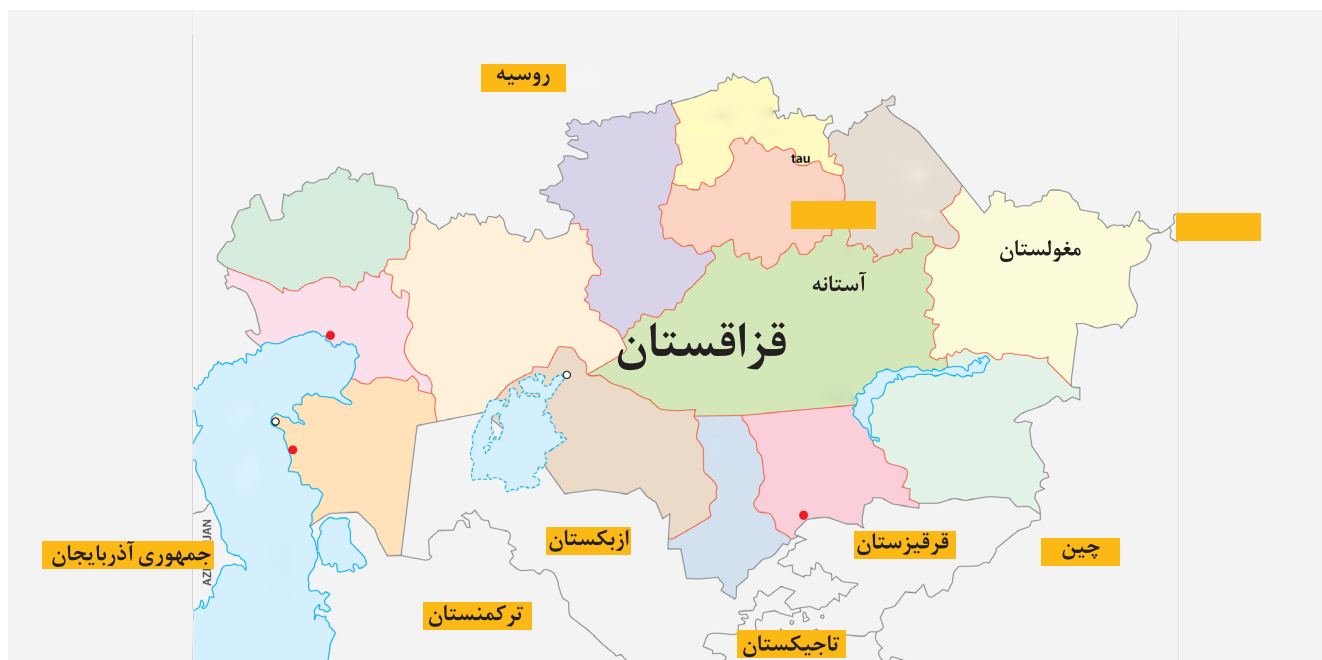 روسیه
tau
مغولستان
آستانه
قزاقستان
جمهوری آذربایجان
ازبکستان
قرقیزستان
چین
ترکمنستان
تاجیکستان